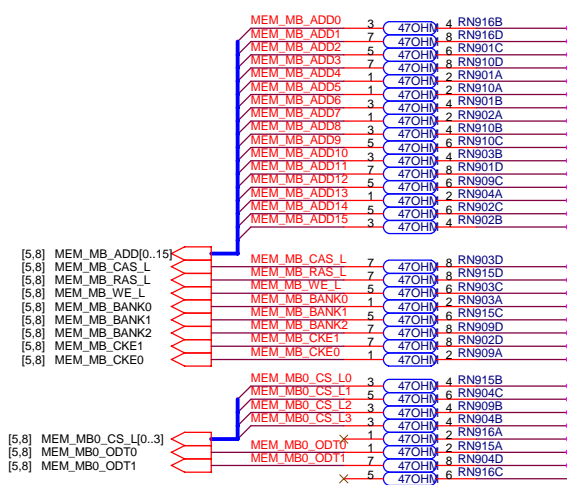 MEM_MB_ADD0 3 47OHM 4 RN916B
MEM_MB_ADD1 7 47OHM 8 RN916D
MEM_MB_ADD2 5 47OHM 6 RN901C
MEM_MB_ADD3 7 47OHM 8 RN910D
MEM_MB_ADD4 1 47OHM 2 RN901A
MEM_MB_ADD5 1 47OHM 2 RN910A
MEM_MB_ADD6 3 47OHM 4 RN901B
MEM_MB_ADD7 1 47OHM 2 RN902A
MEM_MB_ADD8 3 47OHM 4 RN910B
MEM_MB_ADD9 5 47OHM 6 RN910C
MEM_MB_ADD10 3 47OHM 4 RN903B
MEM_MB_ADD11 7 47OHM 8 RN901D
MEM_MB_ADD12 5 47OHM 6 RN909C
MEM_MB_ADD13 1 47OHM 2 RN904A
MEM_MB_ADD14 5 47OHM 6 RN902C
MEM_MB_ADD15 3 47OHM 4 RN902B
[5,8] MEM_MB_ADD[0..15]
[5,8] MEM_MB_CAS_L MEM_MB_CAS_L 7 47OHM 8 RN903D
[5,8] MEM_MB_RAS_L MEM_MB_RAS_L 7 47OHM 8 RN915D
[5,8] MEM_MB_WE_L MEM_MB_WE_L 5 47OHM 6 RN903C
[5,8] MEM_MB_BANK0 MEM_MB_BANK0 1 47OHM 2 RN903A
[5,8] MEM_MB_BANK1 MEM_MB_BANK1 5 47OHM 6 RN915C
[5,8] MEM_MB_BANK2 MEM_MB_BANK2 7 47OHM 8 RN909D
[5,8] MEM_MB_CKE1 MEM_MB_CKE1 7 47OHM 8 RN902D
[5,8] MEM_MB_CKE0 MEM_MB_CKE0 1 47OHM 2 RN909A
MEM_MB0_CS_L0 3 47OHM 4 RN915B
MEM_MB0_CS_L1 5 47OHM 6 RN904C
MEM_MB0_CS_L2 3 47OHM 4 RN909B
MEM_MB0_CS_L3 3 47OHM 4 RN904B
[5,8] MEM_MB0_CS_L[0..3] 1 47OHM 2 RN916A
[5,8] MEM_MB0_ODT0 MEM_MB0_ODT0 1 47OHM 2 RN915A
[5,8] MEM_MB0_ODT1 MEM_MB0_ODT1 7 47OHM 8 RN904D
5 47OHM 6 RN916C